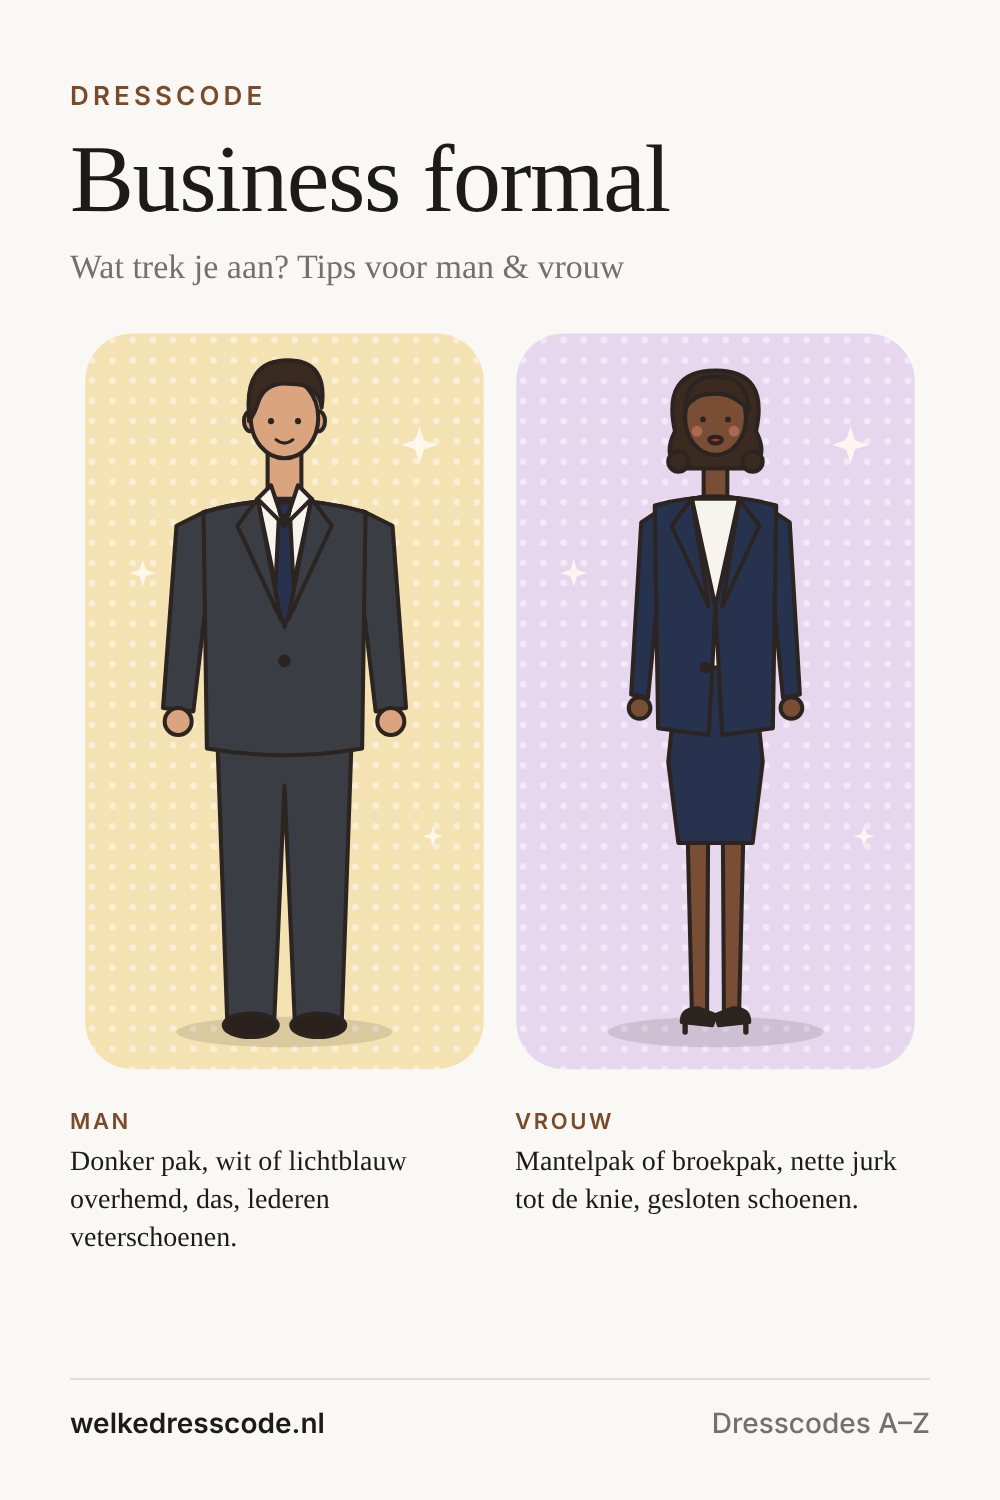 DRESSCODE
Business formal
Wat trek je aan? Tips voor man & vrouw
MAN
Donker pak, wit of lichtblauw
overhemd, das, lederen
veterschoenen.
VROUW
Mantelpak of broekpak, nette jurk
tot de knie, gesloten schoenen.
welkedresscode.nl
Dresscodes A–Z